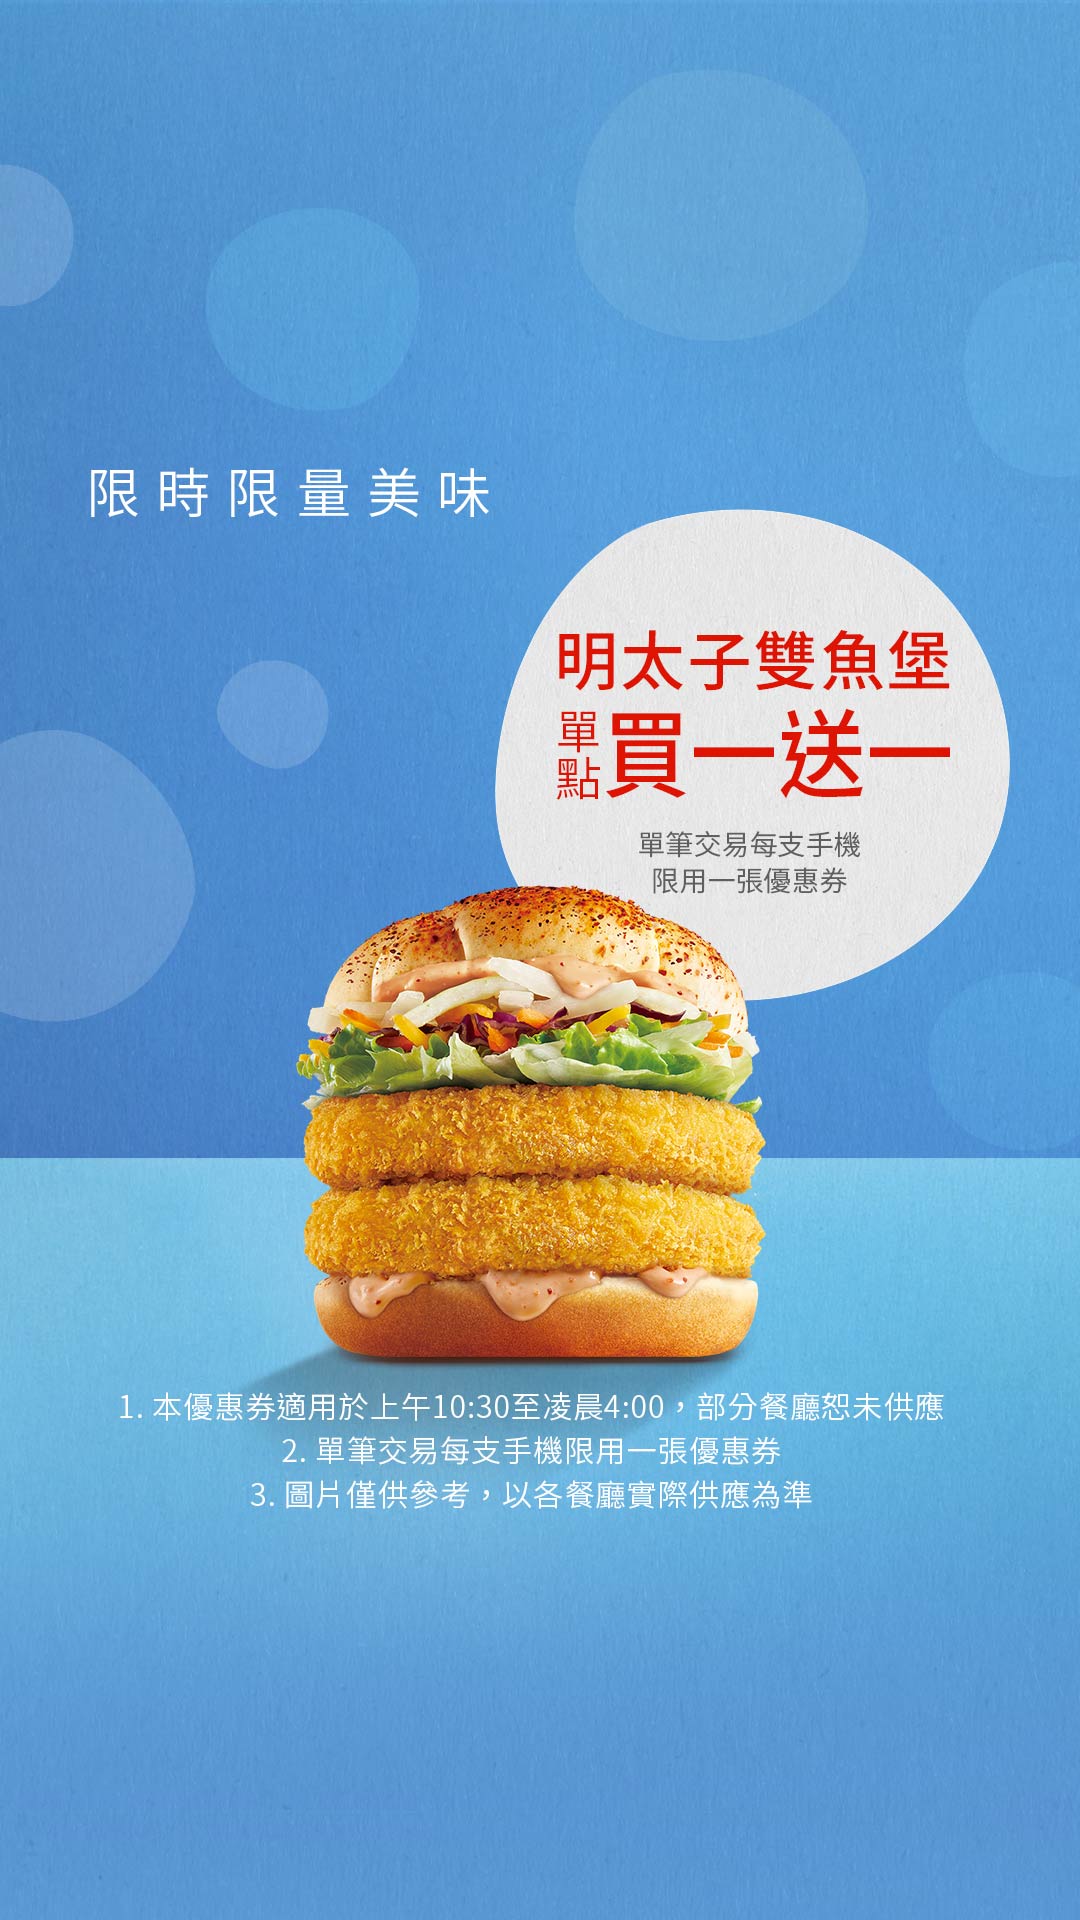 限時限量美味
明太子雙魚堡
單點買一送一
單筆交易每支手機
限用一張優惠券
1. 本優惠券適用於上午10:30至凌晨4:00，部分餐廳恕未供應
2. 單筆交易每支手機限用一張優惠券
3. 圖片僅供參考，以各餐廳實際供應為準